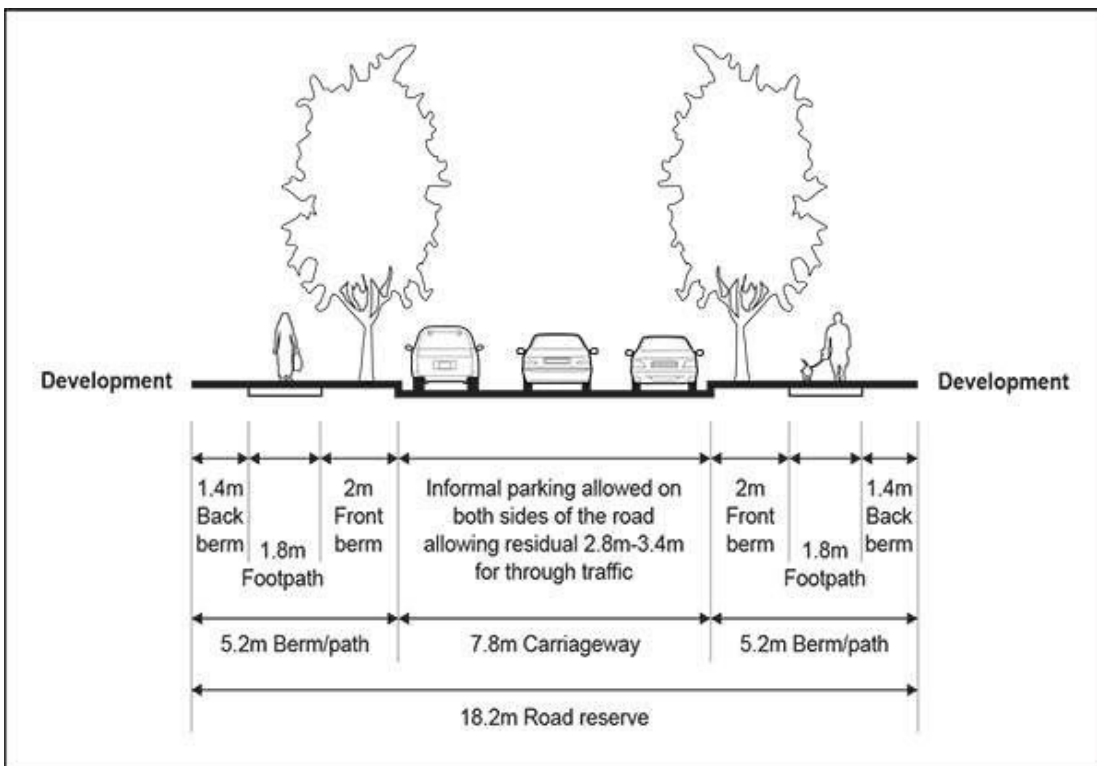 Development
Development
1.4m
Back
berm
1.8m
Footpath
2m
Front
berm
Informal parking allowed on
both sides of the road
allowing residual 2.8m-3.4m
for through traffic
2m
Front
berm
1.8m
Footpath
1.4m
Back
berm
5.2m Berm/path
7.8m Carriageway
5.2m Berm/path
18.2m Road reserve